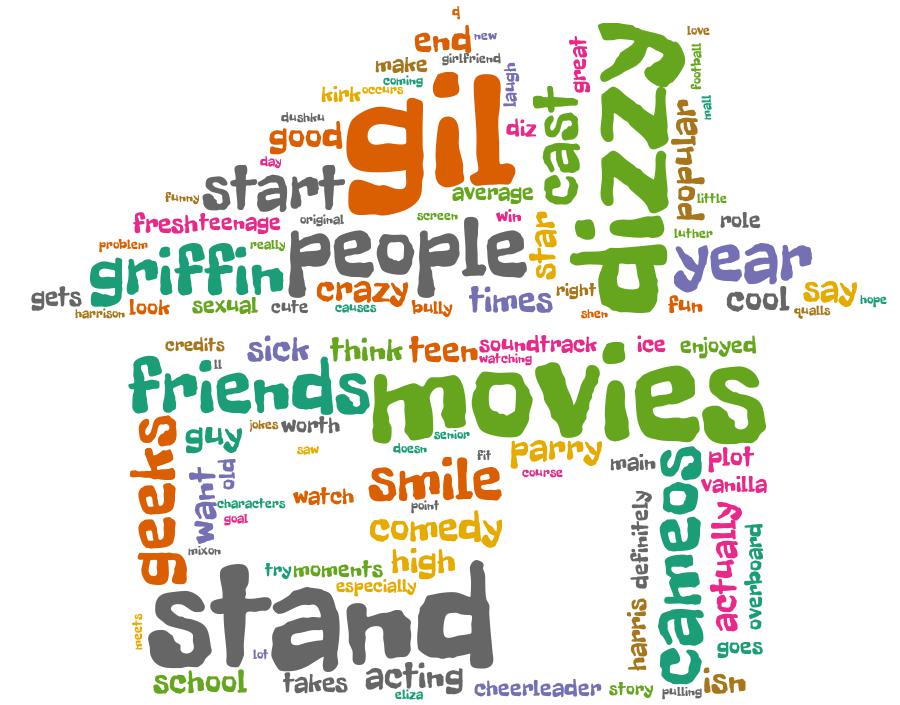 d
end
new
girlfriend
make
coming
kirk
occurs
laugh
gil
dushku
good
day
diz
great
cast
dizzy
love
football
mall
popular
funny
start
average
little
freshteenage
original
screen
win
star
role
luther
problem
really
people
griffin
year
gets
harrison
look
sexual
cute
crazy
causes
bully
times
right
shen
fun
cool
say
qualls
hope
credits
sick
think
teen
soundtrack
watching
ice
enjoyed
ll
friends
movies
geeks
guy
jokes
worth
senior
saw
doesn
fit
parry
course
main
cameos
plot
vanilla
old
want
characters
goal
watch
smile
point
comedy
mixon
definitely
actually
overboard
try
moments
high
especially
stand
meets
lot
harris
goes
school
takes
acting
eliza
cheerleader
story
pulling
isn